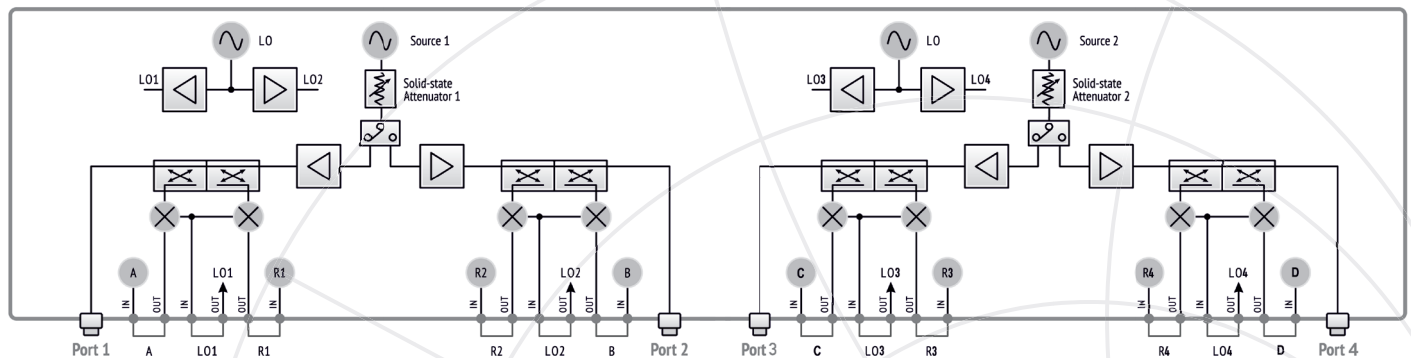 LO
Source 1
LO1
LO2
Solid-state
Attenuator 1
LO
Source 2
LO3
LO4
Solid-state
Attenuator 2
A
LO1
R1
R2
LO2
B
C
LO3
R3
R4
LO4
D
IN
OUT
IN
OUT
OUT
IN
IN
OUT
IN
OUT
OUT
IN
IN
OUT
IN
OUT
OUT
IN
IN
OUT
IN
OUT
OUT
IN
Port 1
A
LO1
R1
R2
LO2
B
Port 2
Port 3
C
LO3
R3
R4
LO4
D
Port 4